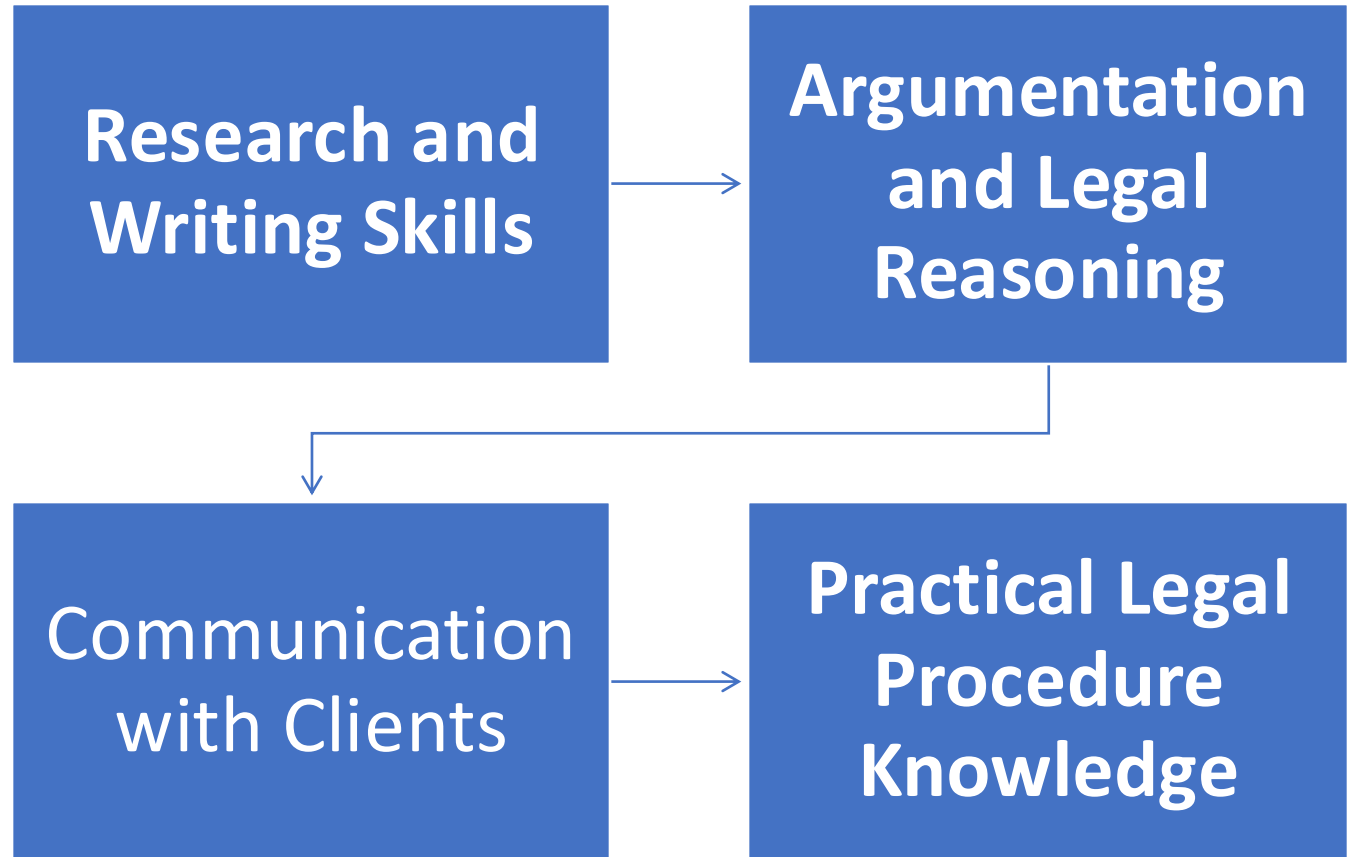 Research and
Writing Skills
Argumentation
and Legal
Reasoning
Communication
with Clients
Practical Legal
Procedure
Knowledge